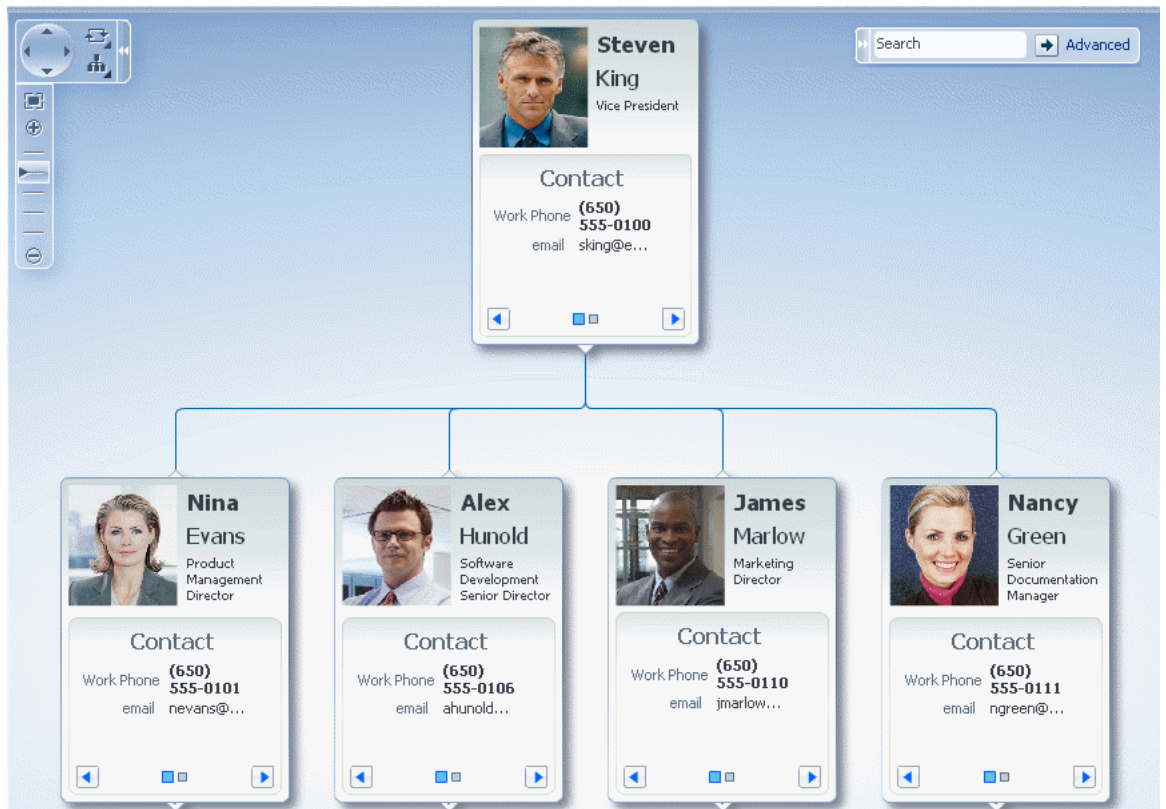 Search
Advanced
Steven
King
Vice President
Contact
Work Phone (650)
555-0100
email sking@e...
Nina
Evans
Product
Management
Director
Contact
Work Phone (650)
555-0101
email nevans@...
Alex
Hunold
Software
Development
Senior Director
Contact
Work Phone (650)
555-0106
email ahunold...
James
Marlow
Marketing
Director
Contact
Work Phone (650)
555-0110
email jmarlow...
Nancy
Green
Senior
Documentation
Manager
Contact
Work Phone (650)
555-0111
email ngreen@...